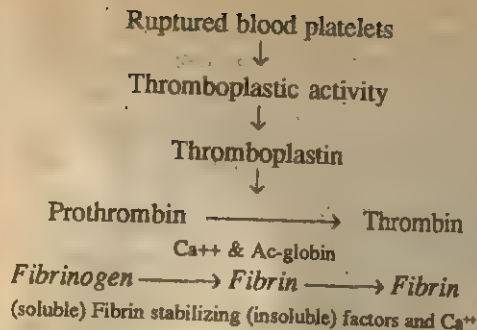 Ruptured blood platelets
↓
Thromboplastic activity
↓
Thromboplastin
↓
Prothrombin → Thrombin
Ca++ & Ac-globin
Fibrinogen → Fibrin → Fibrin
(soluble) Fibrin stabilizing (insoluble) factors and Ca++